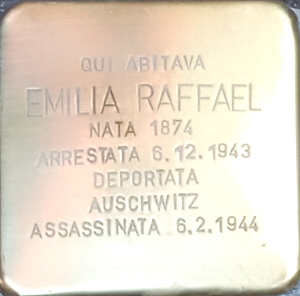 QUI ABITAVA
EMILIA RAFFAEL
NATA 1874
ARRESTATA 6.12.1943
DEPORTATA
AUSCHWITZ
ASSASSINATA 6.2.1944